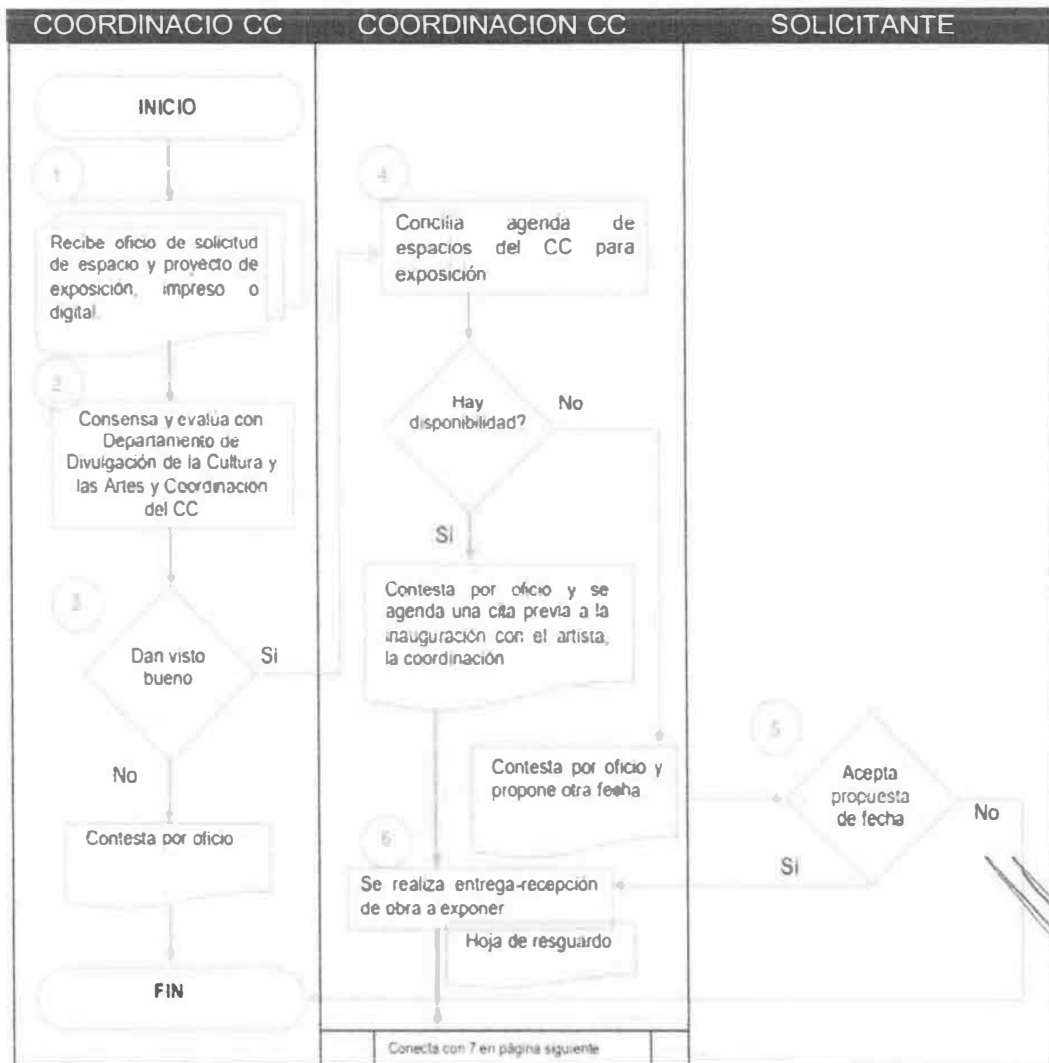 COORDINACIO CC
COORDINACION CC
SOLICITANTE
INICIO
1
Recibe oficio de solicitud
de espacio y proyecto de
exposición, impreso o
digital.
2
Consensa y evalúa con
Departamento de
Divulgación de la Cultura y
las Artes y Coordinación
del CC
3
Dan visto
bueno
Si
No
Contesta por oficio
FIN
4
Concilia agenda de
espacios del CC para
exposición
Hay
disponibilidad?
No
Sí
Contesta por oficio y se
agenda una cita previa a la
inauguración con el artista,
la coordinación
Contesta por oficio y
propone otra fecha
5
Acepta
propuesta
de fecha
No
Sí
6
Se realiza entrega-recepción
de obra a exponer
Hoja de resguardo
Conecta con 7 en página siguiente